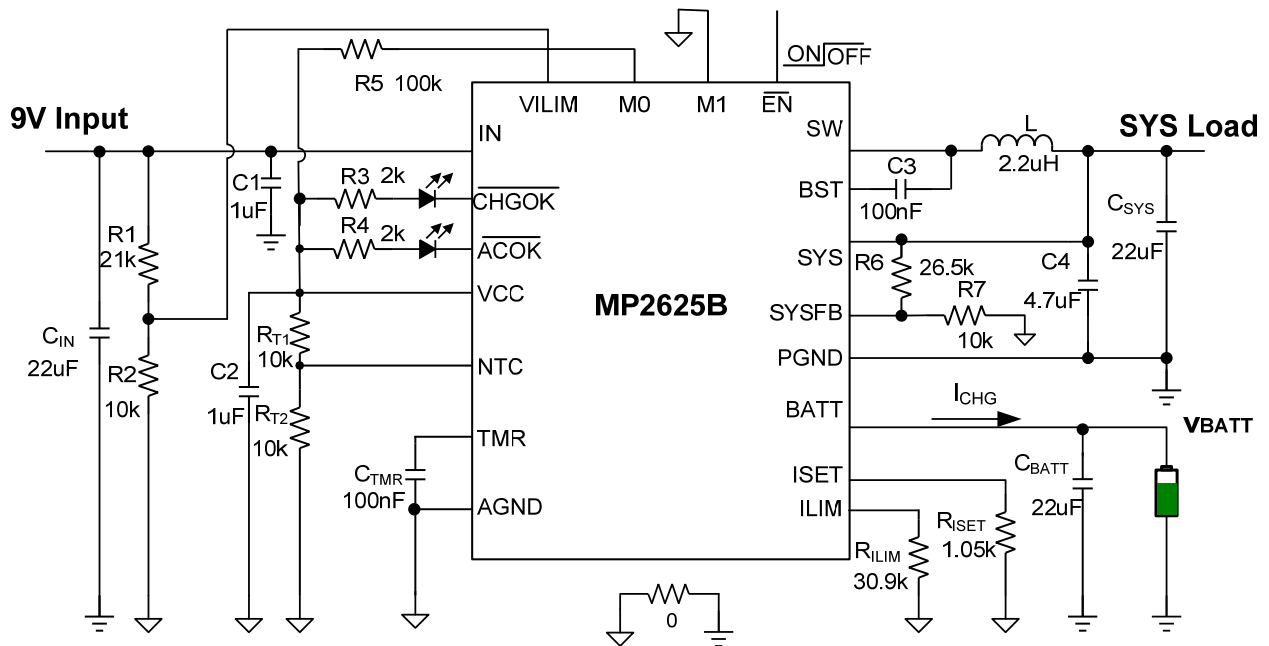 ON OFF
R5 100k
VILIM M0 M1 EN
9V Input
IN
SW
L
2.2uH
SYS Load
C1
1uF
R3 2k
CHGOK
BST
C3
100nF
R4 2k
ACOK
CSYS
22uF
R1
21k
SYS
R6
26.5k
C4
4.7uF
VCC
MP2625B
SYSFB
R7
10k
CIN
22uF
RT1
10k
NTC
PGND
R2
10k
C2
1uF
RT2
10k
BATT
ICHG
VBATT
TMR
CTMR
100nF
AGND
ISET
ILIM
CBATT
22uF
RISET
1.05k
RILIM
30.9k
0